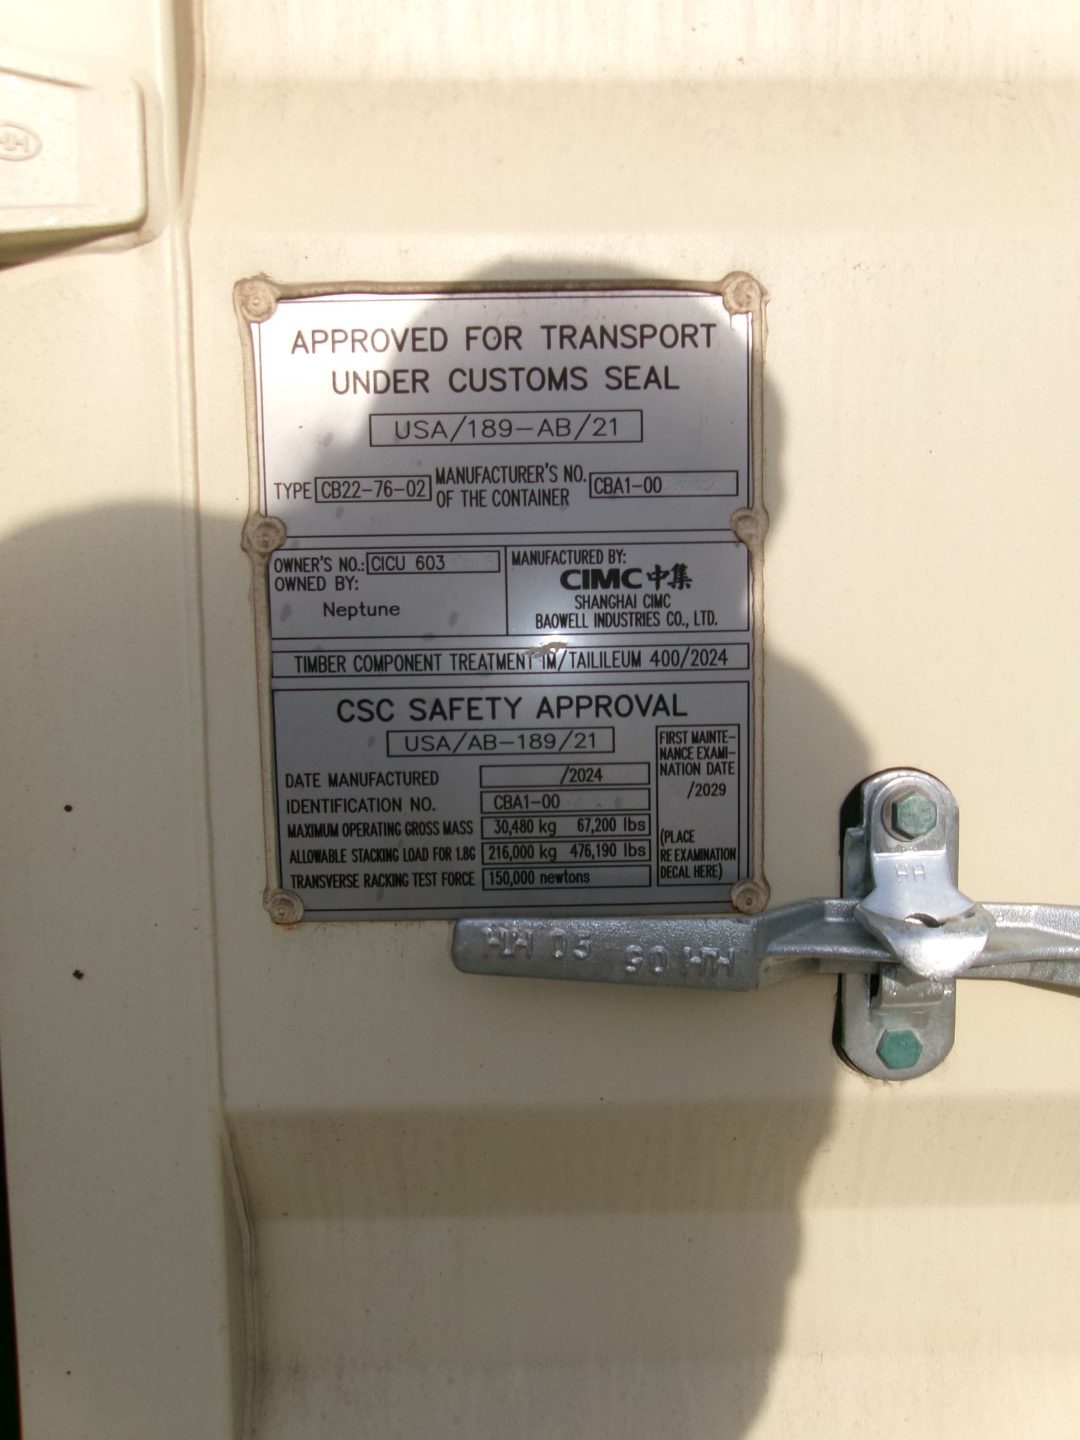 APPROVED FOR TRANSPORT
UNDER CUSTOMS SEAL
USA/189-AB/21
TYPE CB22-76-02 MANUFACTURER'S NO. OF THE CONTAINER CBA1-00
OWNER'S NO.: CICU 603
OWNED BY:
Neptune
MANUFACTURED BY:
CIMC 中集
SHANGHAI CIMC
BAOWELL INDUSTRIES CO., LTD.
TIMBER COMPONENT TREATMENT IM/TAILILEUM 400/2024
CSC SAFETY APPROVAL
USA/AB-189/21
DATE MANUFACTURED /2024
IDENTIFICATION NO. CBA1-00
MAXIMUM OPERATING GROSS MASS 30,480 kg 67,200 lbs
ALLOWABLE STACKING LOAD FOR 1.8G 216,000 kg 476,190 lbs
TRANSVERSE RACKING TEST FORCE 150,000 newtons
FIRST MAINTE-
NANCE EXAMI-
NATION DATE
/2029
(PLACE
RE EXAMINATION
DECAL HERE)
HH
HH 05 30 HH
HH